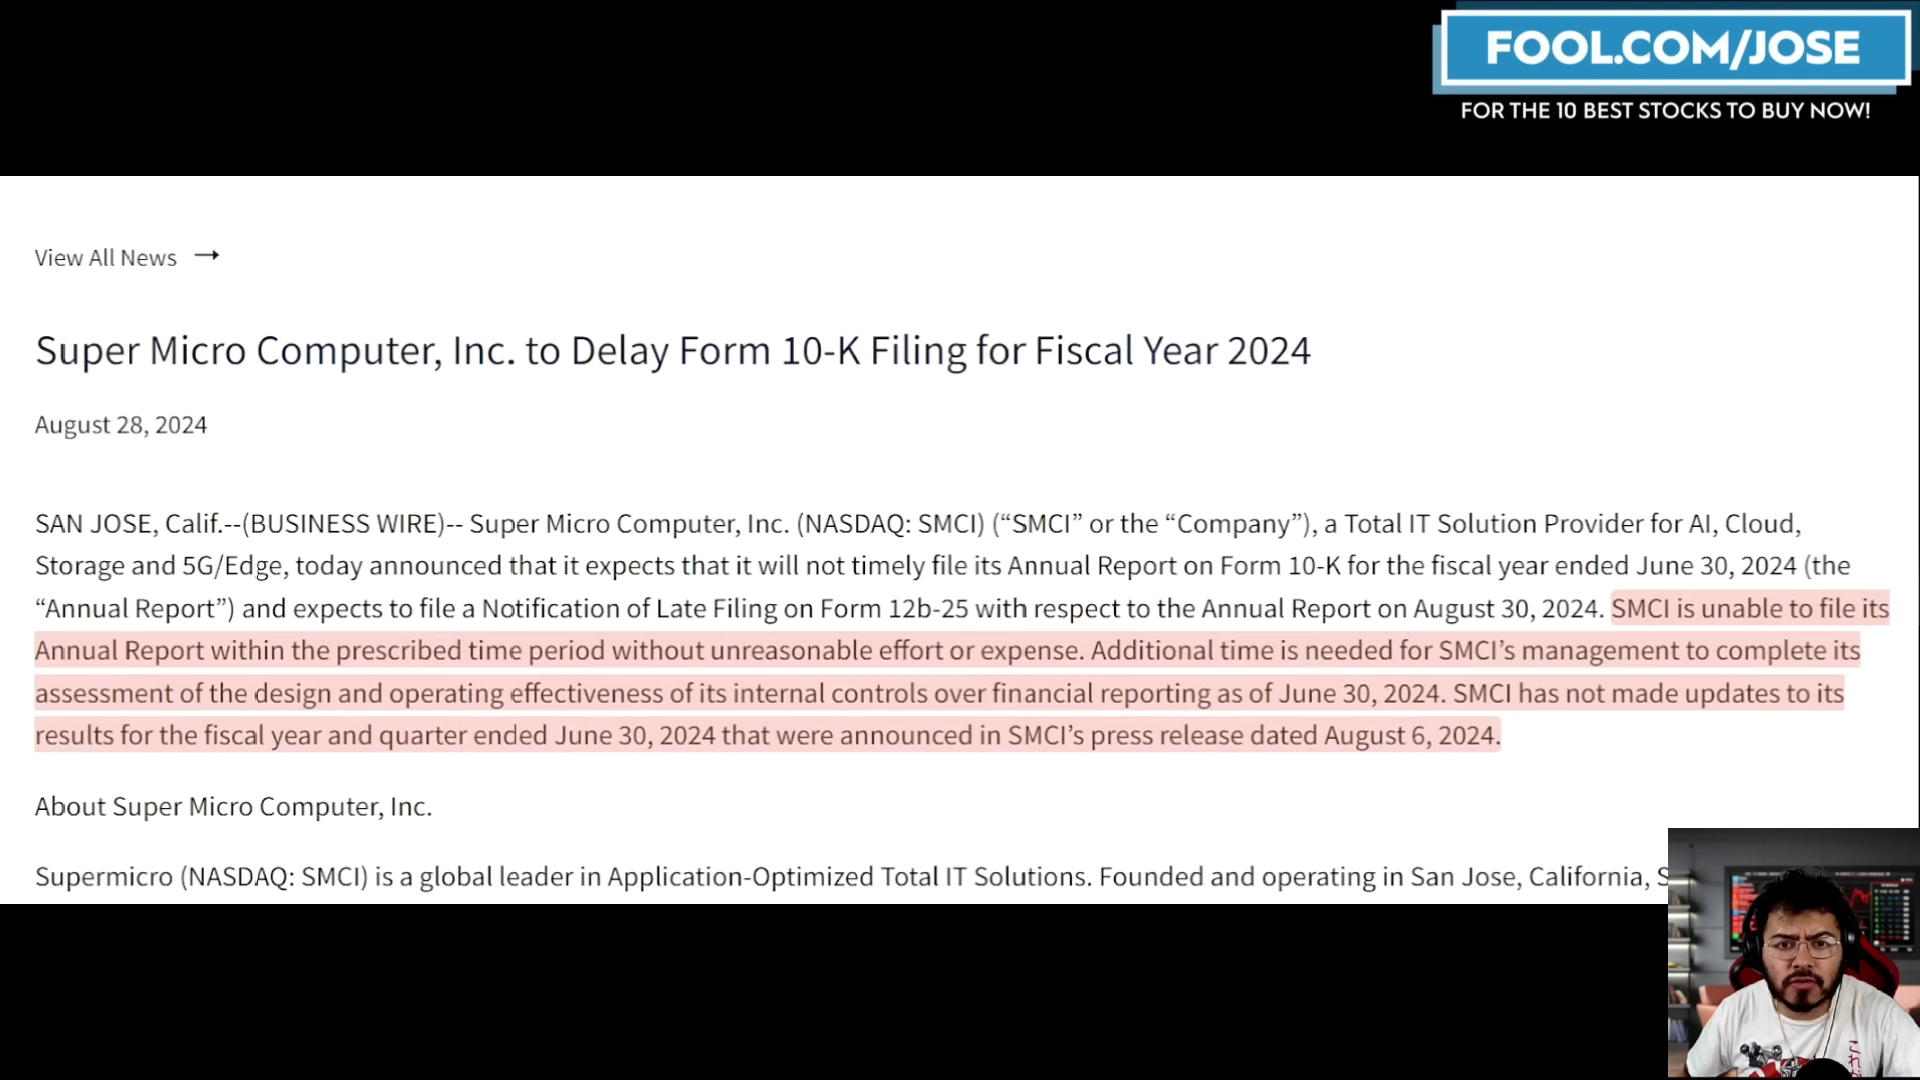 FOOL.COM/JOSE
FOR THE 10 BEST STOCKS TO BUY NOW!
View All News →
Super Micro Computer, Inc. to Delay Form 10-K Filing for Fiscal Year 2024
August 28, 2024
SAN JOSE, Calif.--(BUSINESS WIRE)-- Super Micro Computer, Inc. (NASDAQ: SMCI) (“SMCI” or the “Company”), a Total IT Solution Provider for AI, Cloud,
Storage and 5G/Edge, today announced that it expects that it will not timely file its Annual Report on Form 10-K for the fiscal year ended June 30, 2024 (the
“Annual Report”) and expects to file a Notification of Late Filing on Form 12b-25 with respect to the Annual Report on August 30, 2024. SMCI is unable to file its
Annual Report within the prescribed time period without unreasonable effort or expense. Additional time is needed for SMCI’s management to complete its
assessment of the design and operating effectiveness of its internal controls over financial reporting as of June 30, 2024. SMCI has not made updates to its
results for the fiscal year and quarter ended June 30, 2024 that were announced in SMCI’s press release dated August 6, 2024.
About Super Micro Computer, Inc.
Supermicro (NASDAQ: SMCI) is a global leader in Application-Optimized Total IT Solutions. Founded and operating in San Jose, California, S